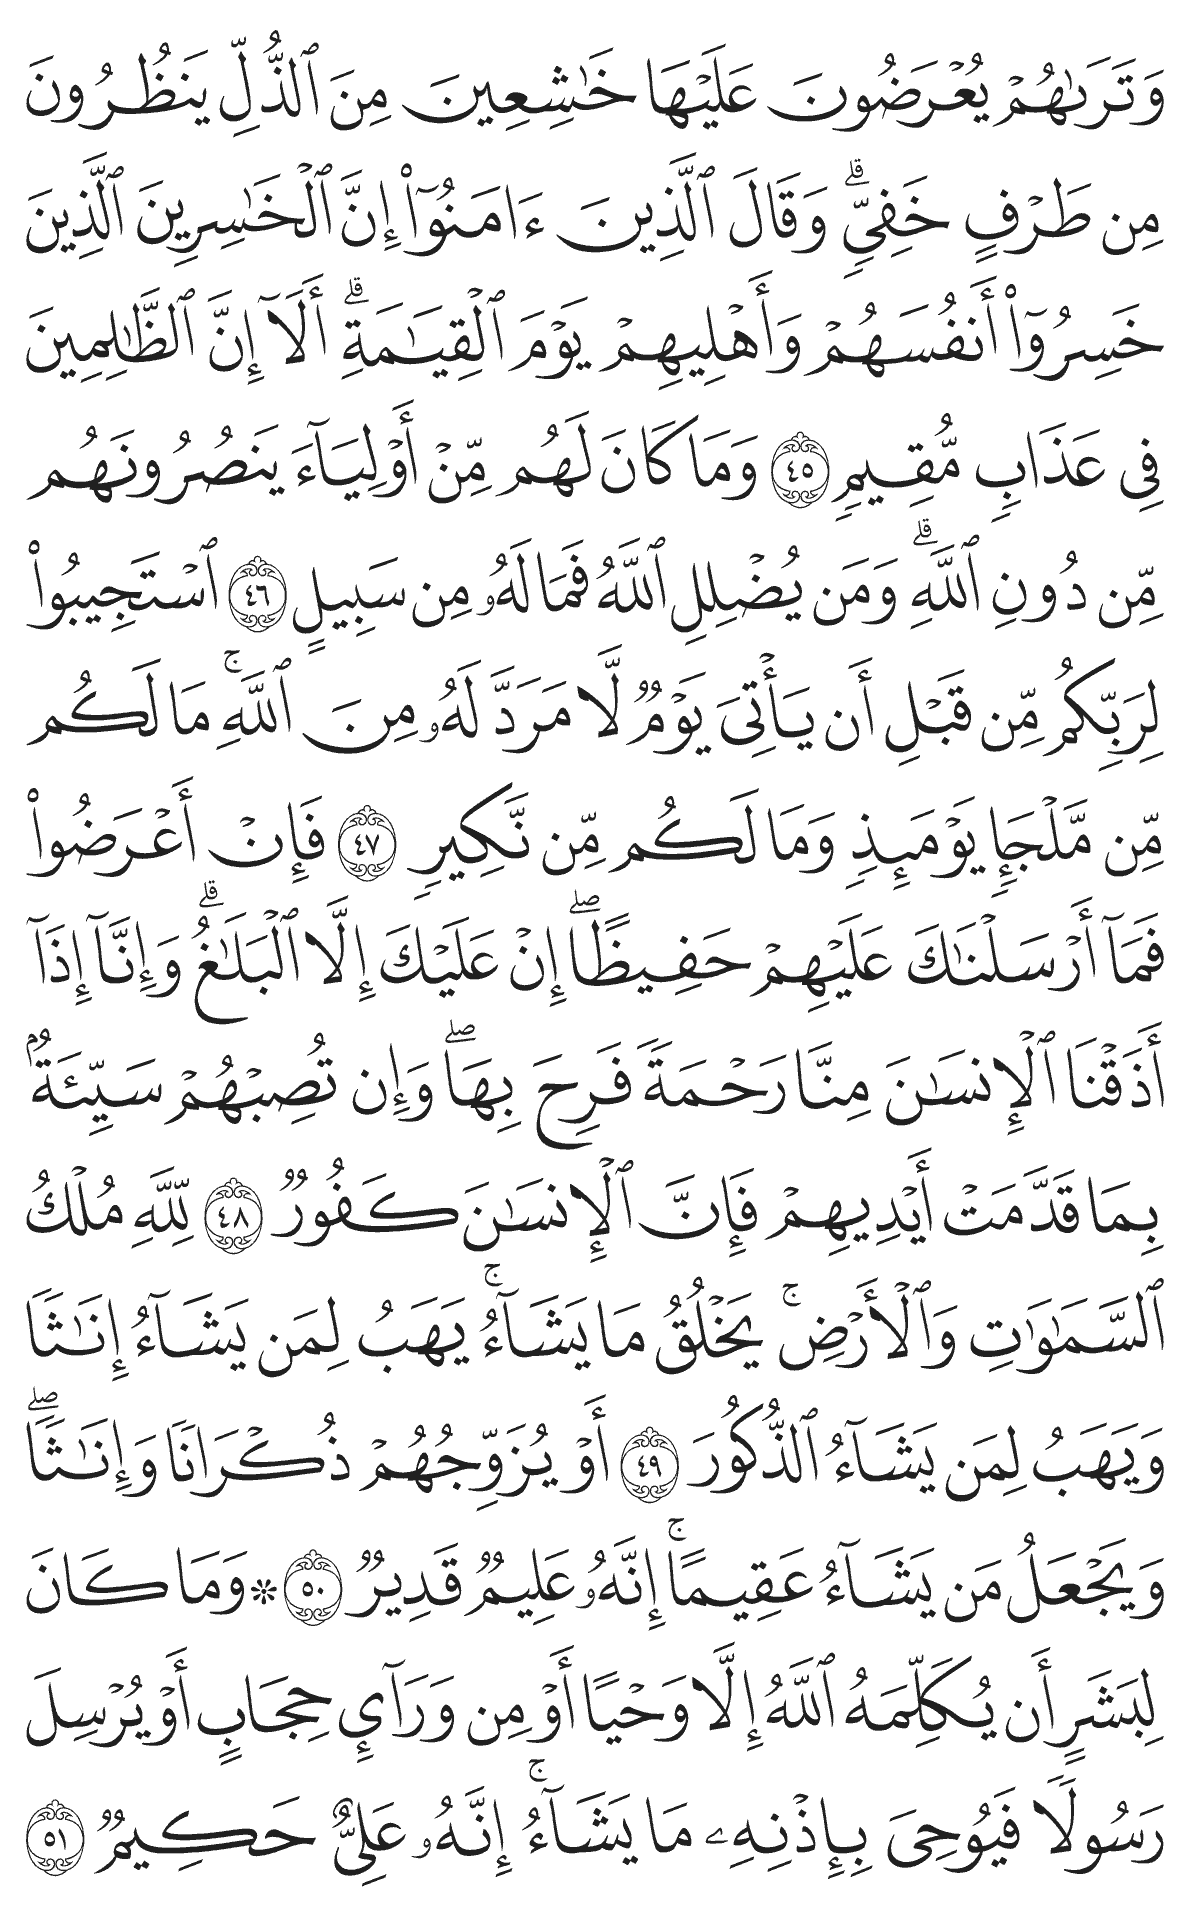 وَتَرَىٰهُمۡ يُعۡرَضُونَ عَلَيۡهَا خَٰشِعِينَ مِنَ ٱلذُّلِّ يَنظُرُونَ
مِن طَرۡفٍ خَفِيّٖۗ وَقَالَ ٱلَّذِينَ ءَامَنُوٓاْ إِنَّ ٱلۡخَٰسِرِينَ ٱلَّذِينَ
خَسِرُوٓاْ أَنفُسَهُمۡ وَأَهۡلِيهِمۡ يَوۡمَ ٱلۡقِيَٰمَةِۗ أَلَآ إِنَّ ٱلظَّٰلِمِينَ
فِي عَذَابٖ مُّقِيمٖ ٤٥ وَمَا كَانَ لَهُم مِّنۡ أَوۡلِيَآءَ يَنصُرُونَهُم
مِّن دُونِ ٱللَّهِۗ وَمَن يُضۡلِلِ ٱللَّهُ فَمَا لَهُۥ مِن سَبِيلٍ ٤٦ ٱسۡتَجِيبُواْ
لِرَبِّكُم مِّن قَبۡلِ أَن يَأۡتِيَ يَوۡمٞ لَّا مَرَدَّ لَهُۥ مِنَ ٱللَّهِۚ مَا لَكُم
مِّن مَّلۡجَإٖ يَوۡمَئِذٖ وَمَا لَكُم مِّن نَّكِيرٖ ٤٧ فَإِنۡ أَعۡرَضُواْ
فَمَآ أَرۡسَلۡنَٰكَ عَلَيۡهِمۡ حَفِيظًاۖ إِنۡ عَلَيۡكَ إِلَّا ٱلۡبَلَٰغُۗ وَإِنَّآ إِذَآ
أَذَقۡنَا ٱلۡإِنسَٰنَ مِنَّا رَحۡمَةٗ فَرِحَ بِهَاۖ وَإِن تُصِبۡهُمۡ سَيِّئَةُۢ
بِمَا قَدَّمَتۡ أَيۡدِيهِمۡ فَإِنَّ ٱلۡإِنسَٰنَ كَفُورٞ ٤٨ لِّلَّهِ مُلۡكُ
ٱلسَّمَٰوَٰتِ وَٱلۡأَرۡضِۚ يَخۡلُقُ مَا يَشَآءُۚ يَهَبُ لِمَن يَشَآءُ إِنَٰثٗا
وَيَهَبُ لِمَن يَشَآءُ ٱلذُّكُورَ ٤٩ أَوۡ يُزَوِّجُهُمۡ ذُكۡرَانٗا وَإِنَٰثٗاۖ
وَيَجۡعَلُ مَن يَشَآءُ عَقِيمًاۚ إِنَّهُۥ عَلِيمٞ قَدِيرٞ ٥٠ ۞وَمَا كَانَ
لِبَشَرٍ أَن يُكَلِّمَهُ ٱللَّهُ إِلَّا وَحۡيًا أَوۡ مِن وَرَآيِٕ حِجَابٍ أَوۡ يُرۡسِلَ
رَسُولٗا فَيُوحِيَ بِإِذۡنِهِۦ مَا يَشَآءُۚ إِنَّهُۥ عَلِيٌّ حَكِيمٞ ٥١